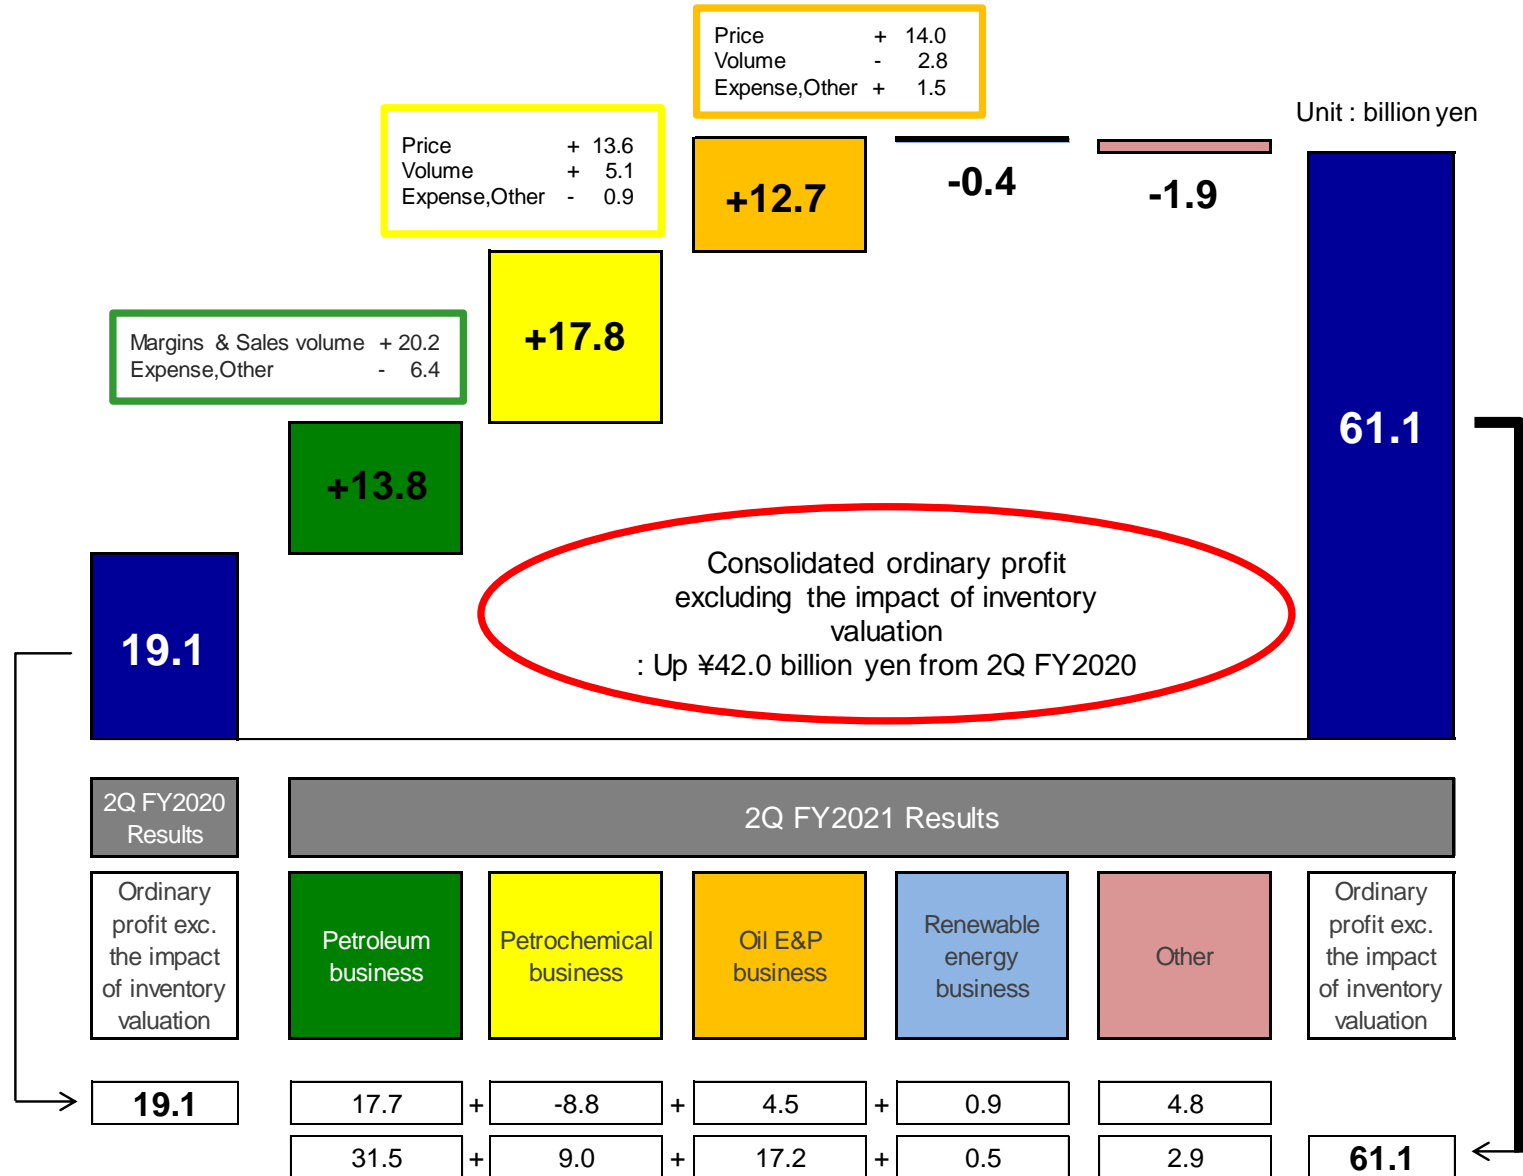 Price + 14.0
Volume - 2.8
Expense,Other + 1.5
Unit : billion yen
Price + 13.6
Volume + 5.1
Expense,Other - 0.9
+12.7
-0.4
-1.9
Margins & Sales volume + 20.2
Expense,Other - 6.4
+17.8
61.1
+13.8
Consolidated ordinary profit
excluding the impact of inventory
valuation
: Up ¥42.0 billion yen from 2Q FY2020
19.1
2Q FY2020
Results
2Q FY2021 Results
Ordinary
profit exc.
the impact
of inventory
valuation
Petroleum
business
Petrochemical
business
Oil E&P
business
Renewable
energy
business
Other
Ordinary
profit exc.
the impact
of inventory
valuation
19.1 17.7 + -8.8 + 4.5 + 0.9 4.8
31.5 + 9.0 + 17.2 + 0.5 2.9 61.1